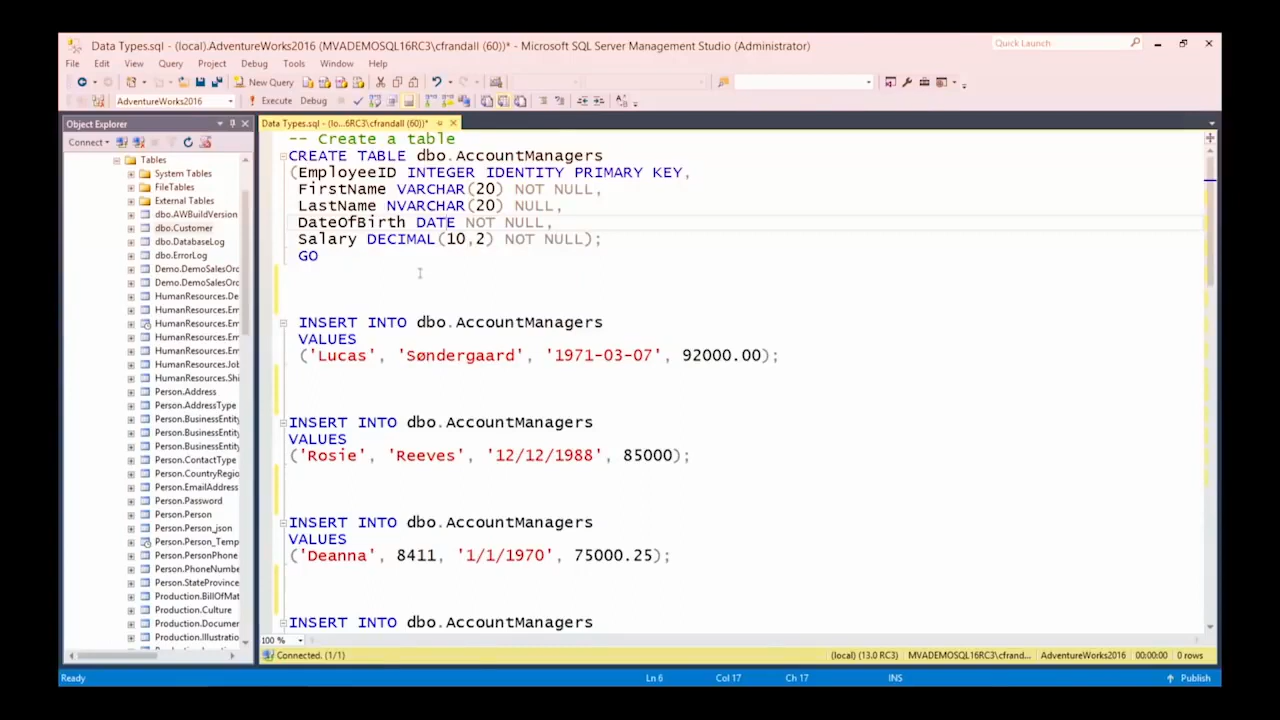 Data Types.sql - (local).AdventureWorks2016 (MVADEMOSQL16RC3\cfrandall (60))* - Microsoft SQL Server Management Studio (Administrator)
Quick Launch
File Edit View Query Project Debug Tools Window Help
New Query
AdventureWorks2016 Execute Debug
Object Explorer
Data Types.sql - (lo...6RC3\cfrandall (60))*
Connect
Tables
System Tables
FileTables
External Tables
dbo.AWBuildVersion
dbo.Customer
dbo.DatabaseLog
dbo.ErrorLog
Demo.DemoSalesOrc
Demo.DemoSalesOrc
HumanResources.De
HumanResources.Em
HumanResources.Em
HumanResources.Em
HumanResources.Em
HumanResources.Job
HumanResources.Shi
Person.Address
Person.AddressType
Person.BusinessEntity
Person.BusinessEntity
Person.BusinessEntity
Person.ContactType
Person.CountryRegio
Person.EmailAddress
Person.Password
Person.Person
Person.Person_json
Person.Person_Temp
Person.PersonPhone
Person.PhoneNumbe
Person.StateProvince
Production.BillOfMat
Production.Culture
Production.Documen
Production.Illustratio
-- Create a table
CREATE TABLE dbo.AccountManagers
(EmployeeID INTEGER IDENTITY PRIMARY KEY,
FirstName VARCHAR(20) NOT NULL,
LastName NVARCHAR(20) NULL,
DateOfBirth DATE NOT NULL,
Salary DECIMAL(10,2) NOT NULL);
GO
INSERT INTO dbo.AccountManagers
VALUES
('Lucas', 'Søndergaard', '1971-03-07', 92000.00);
INSERT INTO dbo.AccountManagers
VALUES
('Rosie', 'Reeves', '12/12/1988', 85000);
INSERT INTO dbo.AccountManagers
VALUES
('Deanna', 8411, '1/1/1970', 75000.25);
INSERT INTO dbo.AccountManagers
100 %
Connected. (1/1)
(local) (13.0 RC3) MVADEMOSQL16RC3\cfrand... AdventureWorks2016 00:00:00 0 rows
Ready Ln 6 Col 17 Ch 17 INS Publish